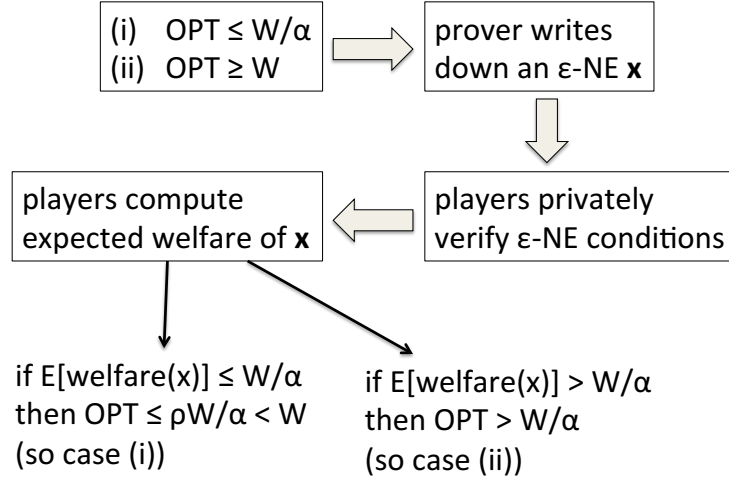 (i) OPT ≤ W/α
(ii) OPT ≥ W
prover writes
down an ε-NE x
players privately
verify ε-NE conditions
players compute
expected welfare of x
if E[welfare(x)] ≤ W/α
then OPT ≤ ρW/α < W
(so case (i))
if E[welfare(x)] > W/α
then OPT > W/α
(so case (ii))